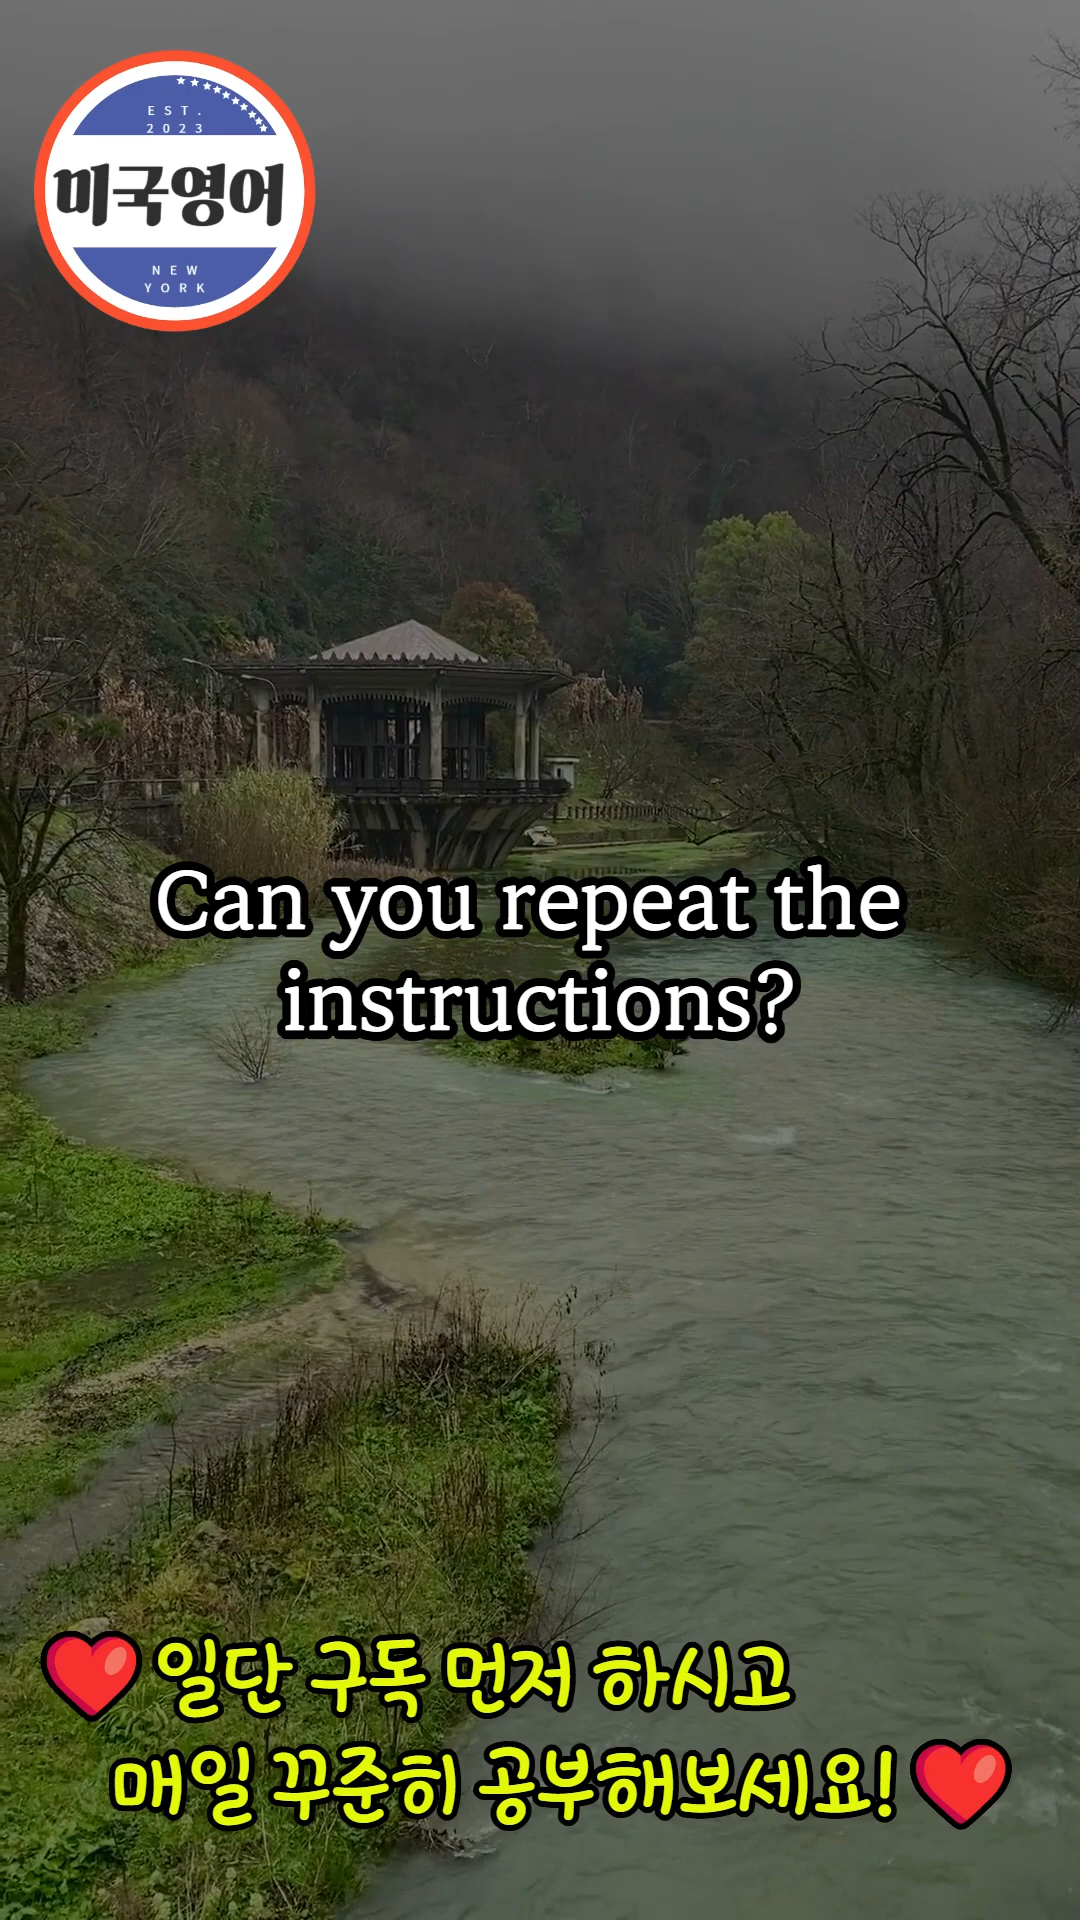 EST.
2023
미국영어
NEW
YORK
Can you repeat the
instructions?
일단 구독 먼저 하시고
매일 꾸준히 공부해보세요!